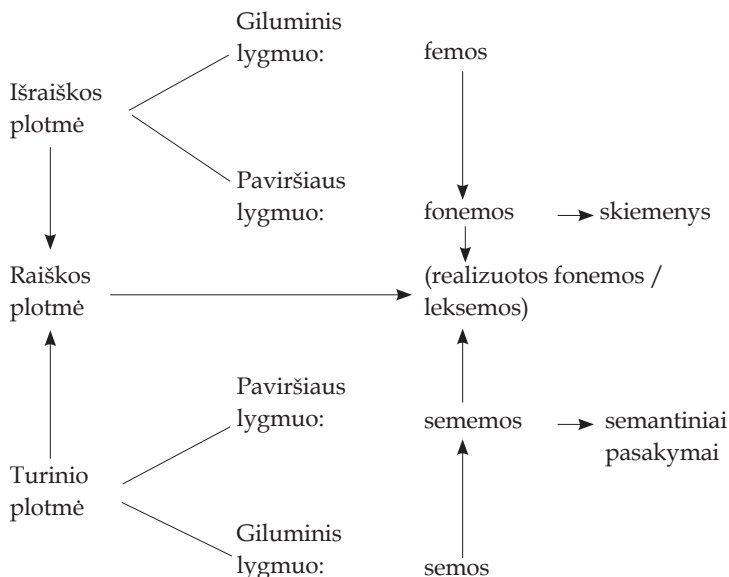 Giluminis
lygmuo:
femos
Išraiškos
plotmė
Paviršiaus
lygmuo:
fonemos
skiemenys
Raiškos
plotmė
(realizuotos fonemos /
leksemos)
Paviršiaus
lygmuo:
sememos
semantiniai
pasakymai
Turinio
plotmė
Giluminis
lygmuo:
semos